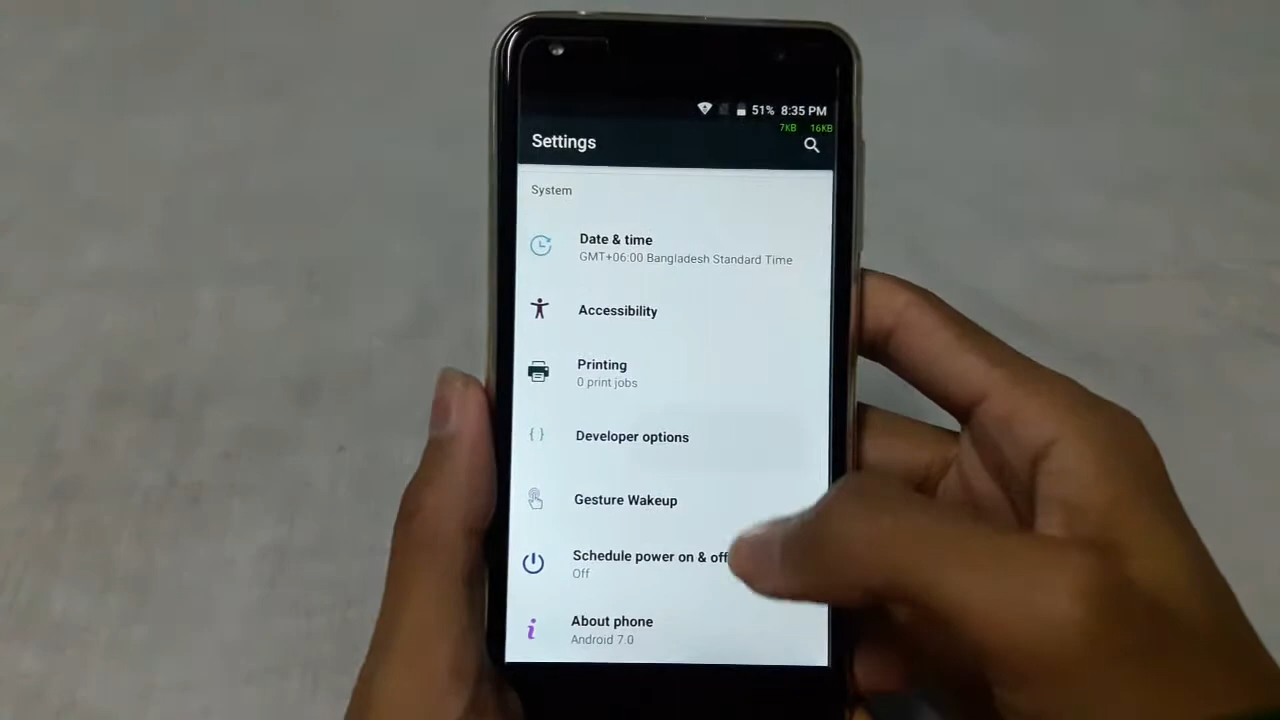 51% 8:35 PM
7KB 16KB
Settings
System
Date & time
GMT+06:00 Bangladesh Standard Time
Accessibility
Printing
0 print jobs
{ } Developer options
Gesture Wakeup
Schedule power on & off
Off
About phone
Android 7.0